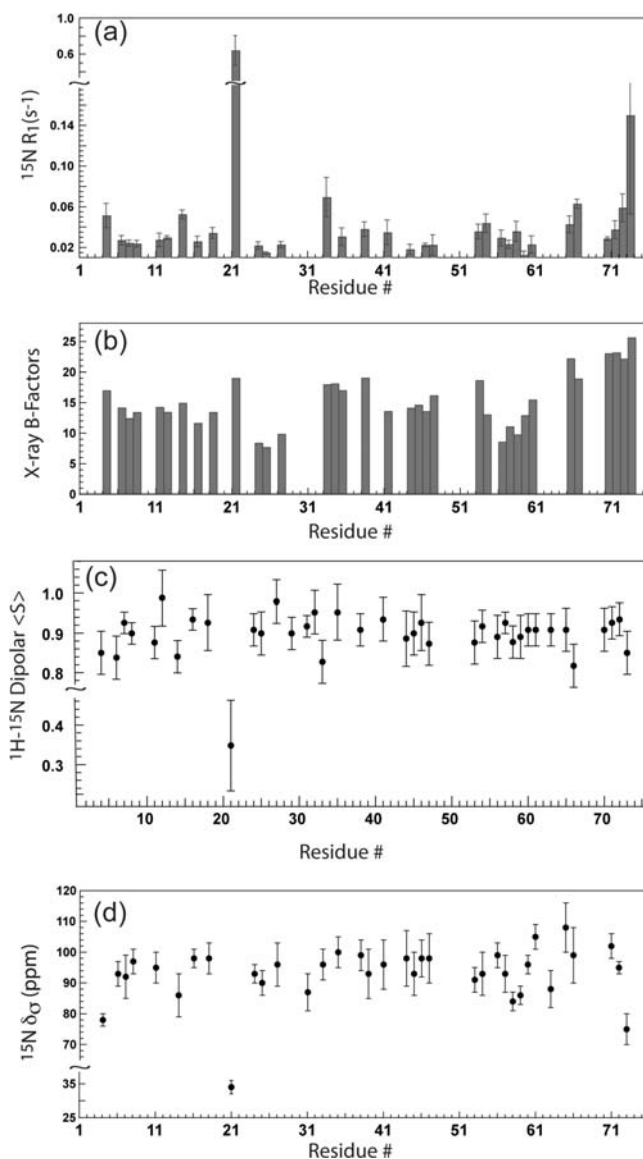 (a)
15N R1(s-1)
1.0
0.6
0.14
0.10
0.06
0.02
1 11 21 31 41 51 61 71
Residue #
(b)
X-ray B-Factors
25
20
15
10
5
0
1 11 21 31 41 51 61 71
Residue #
(c)
1H-15N Dipolar <S>
1.0
0.9
0.8
0.4
0.3
10 20 30 40 50 60 70
Residue #
(d)
15N δσ (ppm)
120
110
100
90
80
70
60
35
25
1 11 21 31 41 51 61 71
Residue #